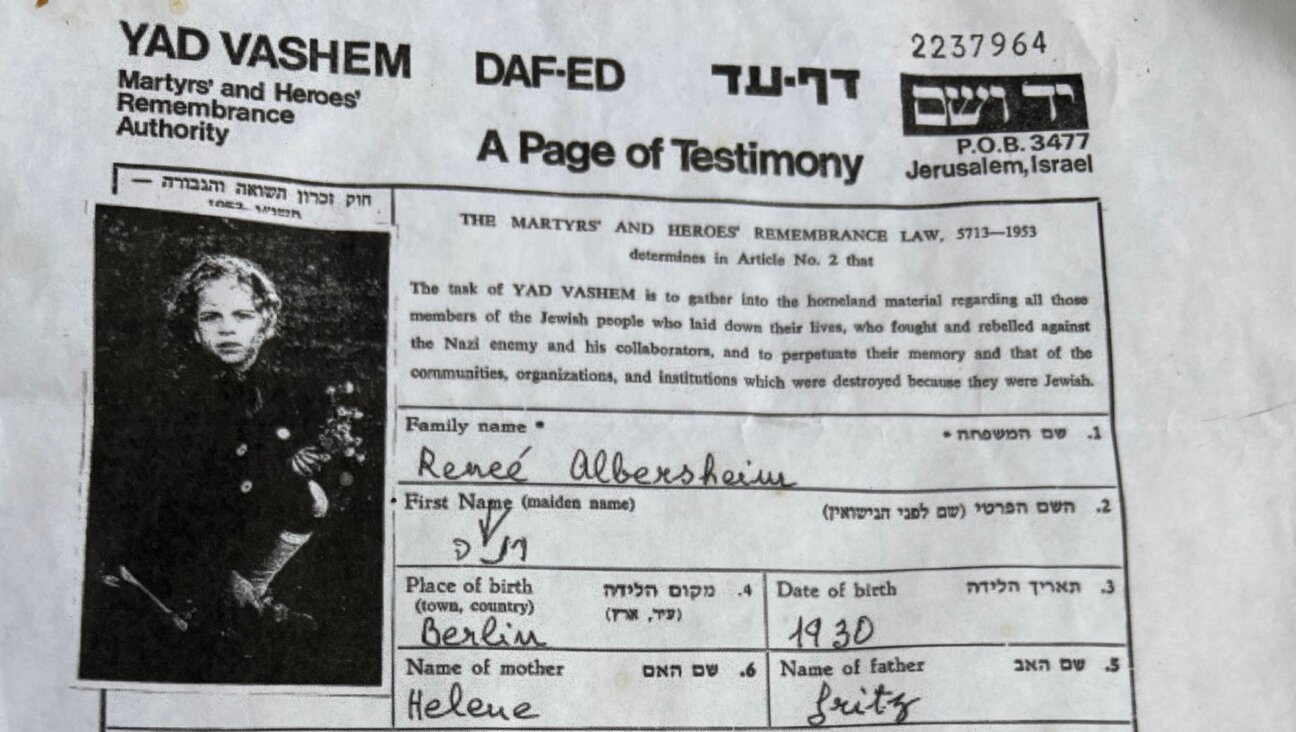 YAD VASHEM
Martyrs' and Heroes'
Remembrance
Authority
DAF-ED
דף-עד
A Page of Testimony
2237964
יד ושם
P.O.B. 3477
Jerusalem, Israel
חוק זכרון השואה והגבורה —
THE MARTYRS' AND HEROES' REMEMBRANCE LAW, 5713—1953
determines in Article No. 2 that
The task of YAD VASHEM is to gather into the homeland material regarding all those
members of the Jewish people who laid down their lives, who fought and rebelled against
the Nazi enemy and his collaborators, and to perpetuate their memory and that of the
communities, organizations, and institutions which were destroyed because they were Jewish.
Family name *
1. שם המשפחה *
Reneé Albersheim
First Name (maiden name)
2. השם הפרטי (שם לפני הנישואין)
Place of birth
(town, country)
4. מקום הלידה
(עיר, ארץ)
Berlin
Date of birth
3. תאריך הלידה
1930
Name of mother
6. שם האם
Helene
Name of father
5. שם האב
fritz